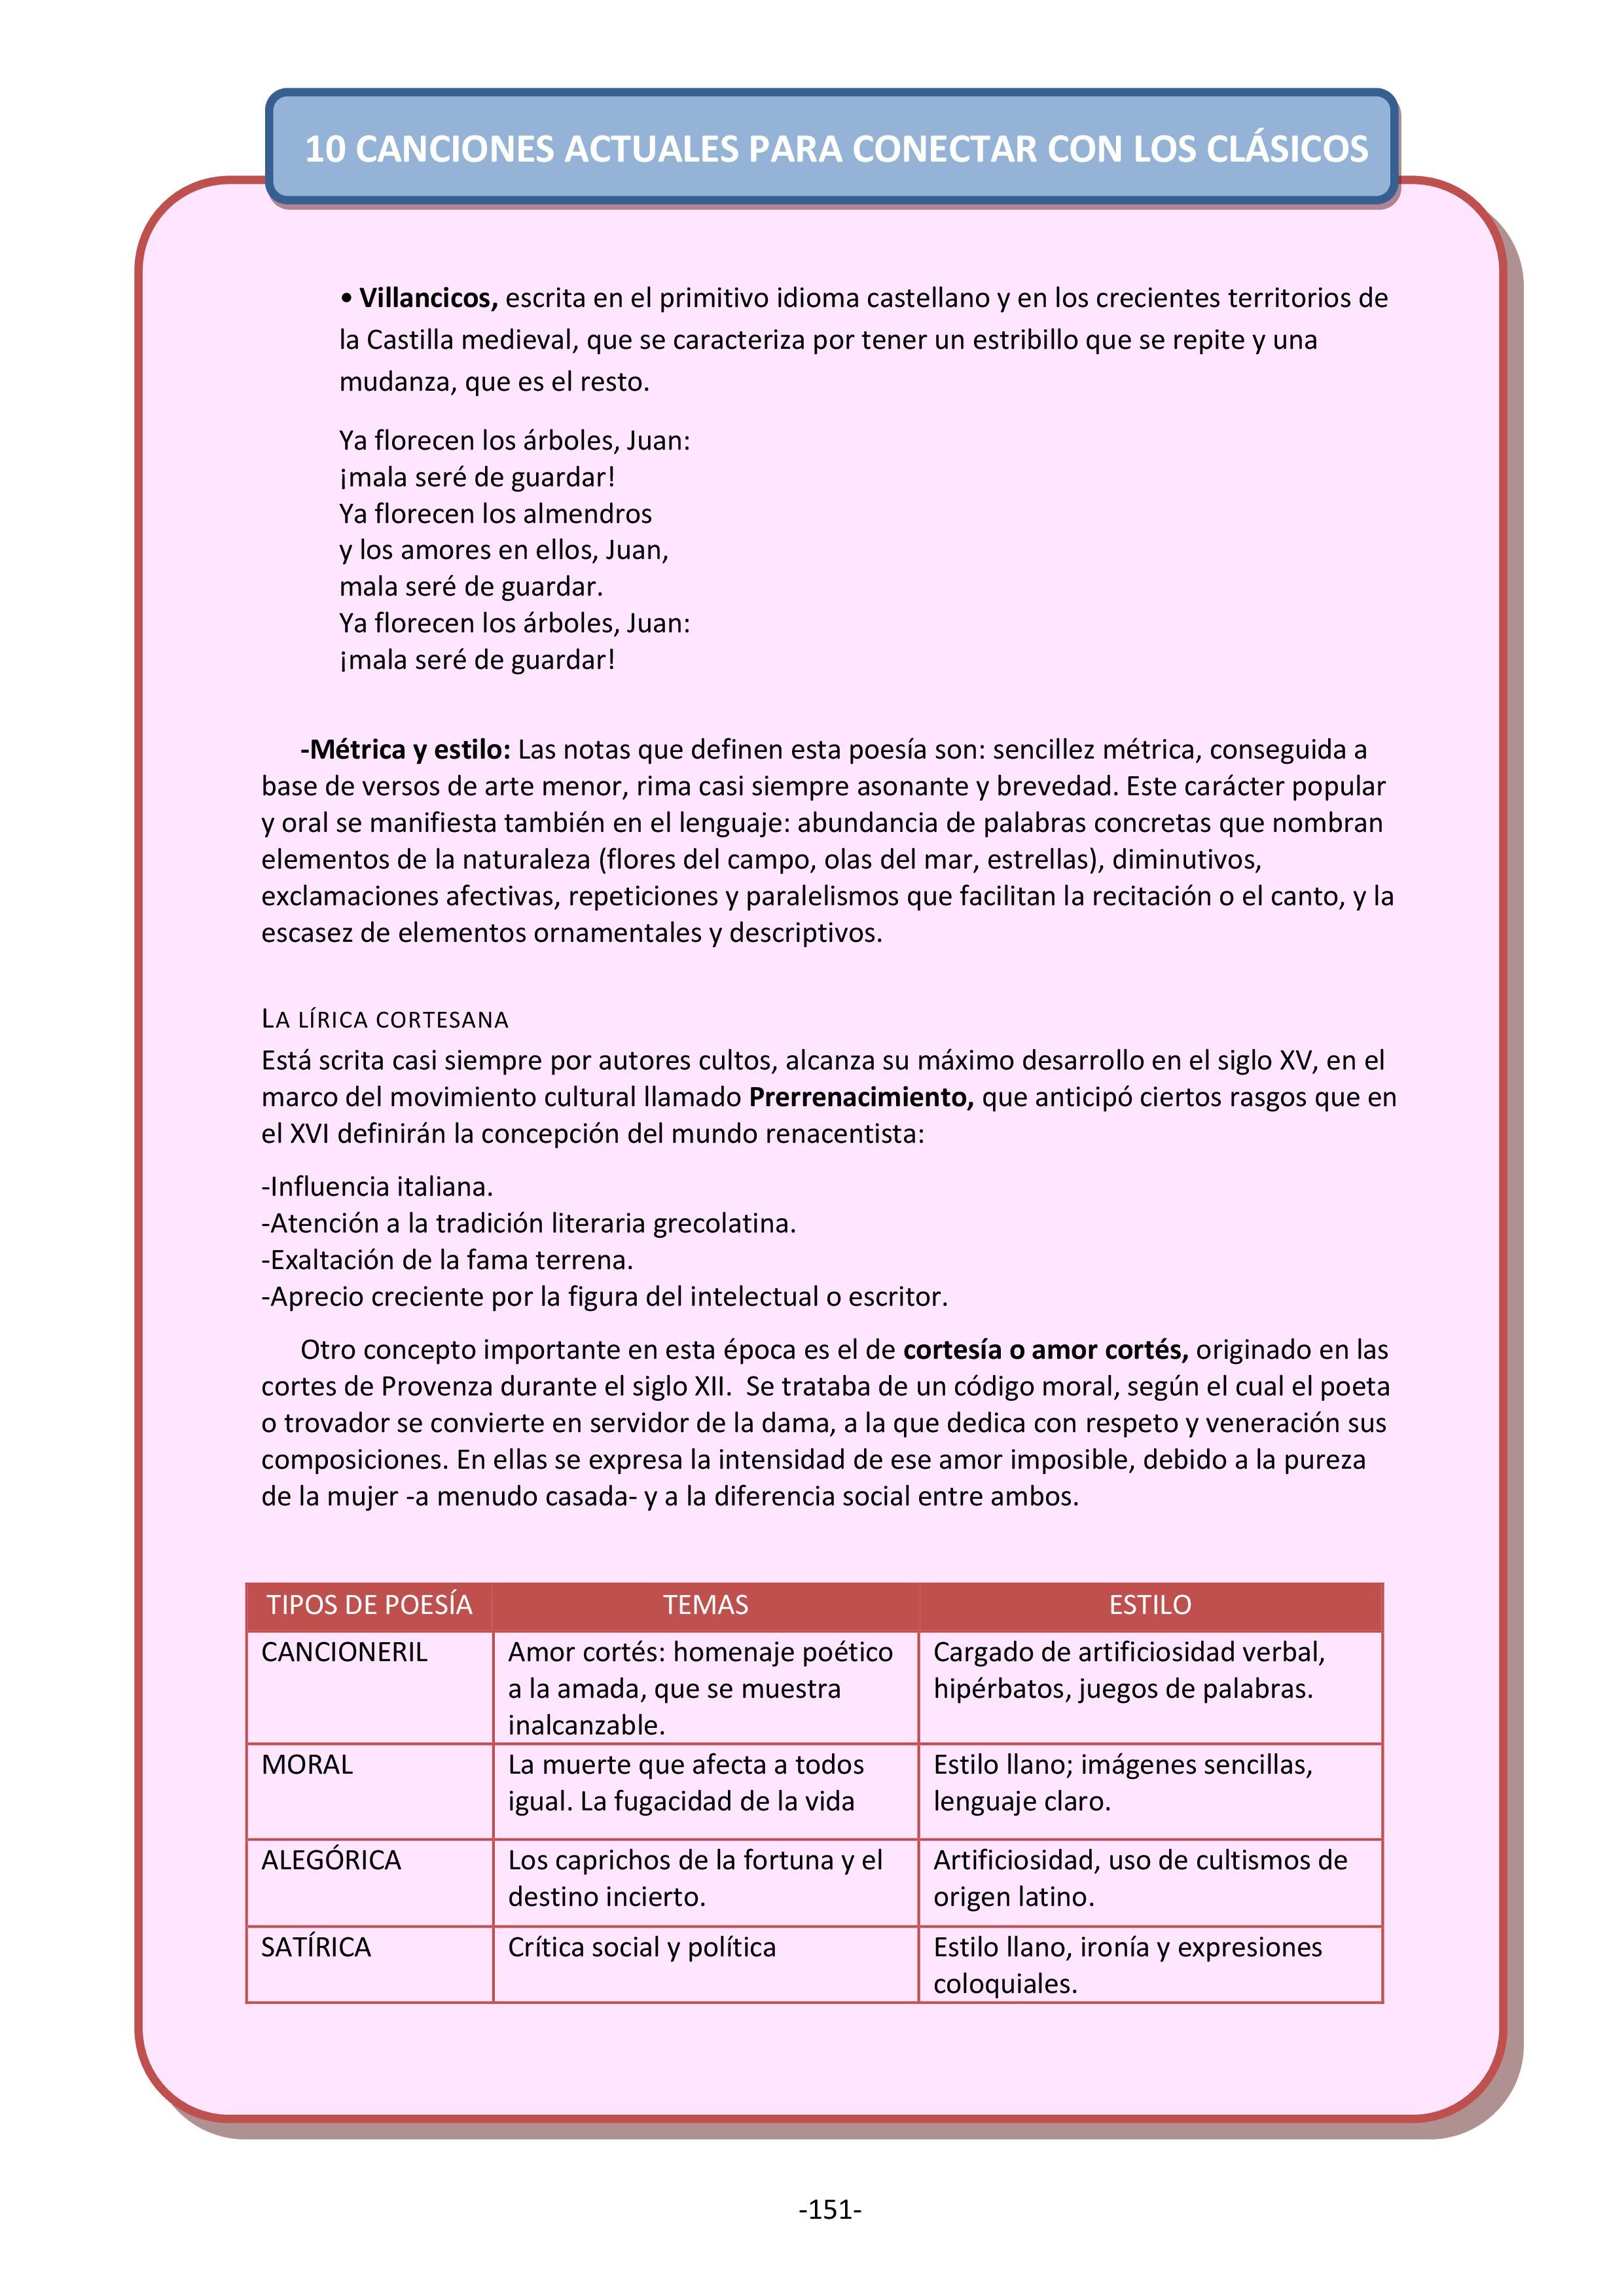 10 CANCIONES ACTUALES PARA CONECTAR CON LOS CLÁSICOS
• Villancicos, escrita en el primitivo idioma castellano y en los crecientes territorios de
la Castilla medieval, que se caracteriza por tener un estribillo que se repite y una
mudanza, que es el resto.
Ya florecen los árboles, Juan:
¡mala seré de guardar!
Ya florecen los almendros
y los amores en ellos, Juan,
mala seré de guardar.
Ya florecen los árboles, Juan:
¡mala seré de guardar!
-Métrica y estilo: Las notas que definen esta poesía son: sencillez métrica, conseguida a
base de versos de arte menor, rima casi siempre asonante y brevedad. Este carácter popular
y oral se manifiesta también en el lenguaje: abundancia de palabras concretas que nombran
elementos de la naturaleza (flores del campo, olas del mar, estrellas), diminutivos,
exclamaciones afectivas, repeticiones y paralelismos que facilitan la recitación o el canto, y la
escasez de elementos ornamentales y descriptivos.
LA LÍRICA CORTESANA
Está scrita casi siempre por autores cultos, alcanza su máximo desarrollo en el siglo XV, en el
marco del movimiento cultural llamado Prerrenacimiento, que anticipó ciertos rasgos que en
el XVI definirán la concepción del mundo renacentista:
-Influencia italiana.
-Atención a la tradición literaria grecolatina.
-Exaltación de la fama terrena.
-Aprecio creciente por la figura del intelectual o escritor.
Otro concepto importante en esta época es el de cortesía o amor cortés, originado en las
cortes de Provenza durante el siglo XII. Se trataba de un código moral, según el cual el poeta
o trovador se convierte en servidor de la dama, a la que dedica con respeto y veneración sus
composiciones. En ellas se expresa la intensidad de ese amor imposible, debido a la pureza
de la mujer -a menudo casada- y a la diferencia social entre ambos.
TIPOS DE POESÍA TEMAS ESTILO
CANCIONERIL Amor cortés: homenaje poético Cargado de artificiosidad verbal,
a la amada, que se muestra hipérbatos, juegos de palabras.
inalcanzable.
MORAL La muerte que afecta a todos Estilo llano; imágenes sencillas,
igual. La fugacidad de la vida lenguaje claro.
ALEGÓRICA Los caprichos de la fortuna y el Artificiosidad, uso de cultismos de
destino incierto. origen latino.
SATÍRICA Crítica social y política Estilo llano, ironía y expresiones
coloquiales.
-151-